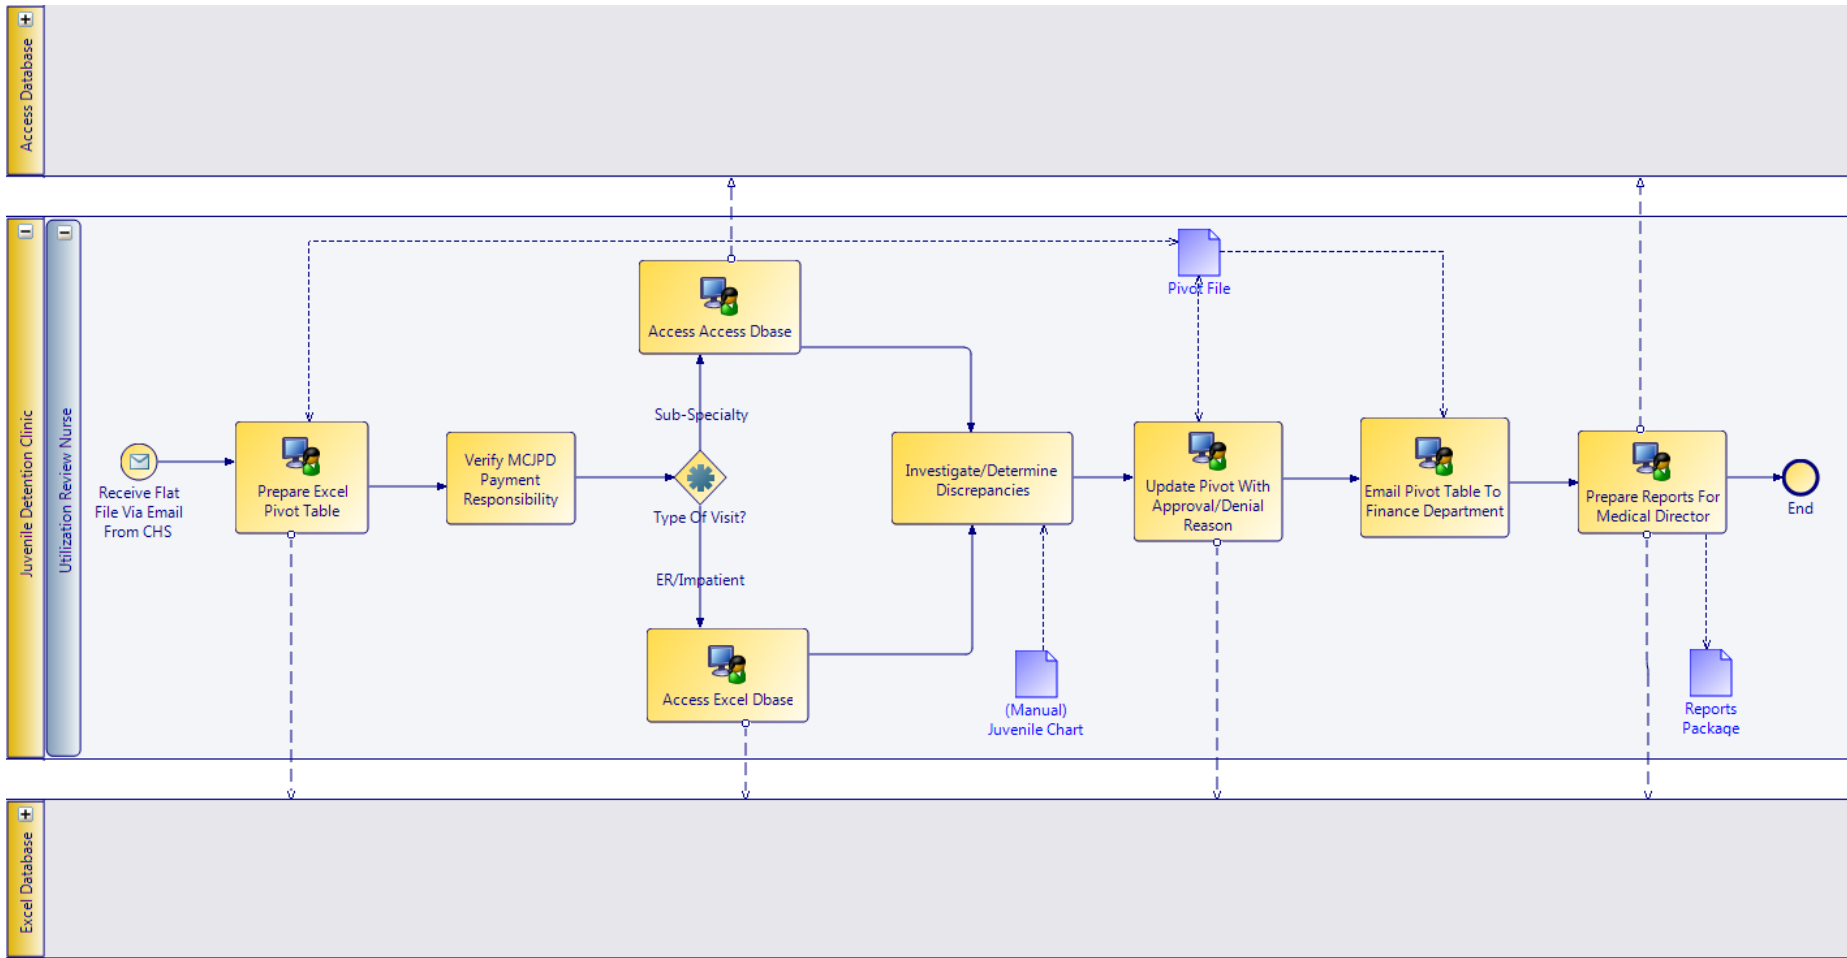 Access Database
Juvenile Detention Clinic
Utilization Review Nurse
Receive Flat
File Via Email
From CHS
Prepare Excel
Pivot Table
Verify MCJPD
Payment
Responsibility
Type Of Visit?
Sub-Specialty
Access Access Dbase
ER/Impatient
Access Excel Dbase
Investigate/Determine
Discrepancies
(Manual)
Juvenile Chart
Pivot File
Update Pivot With
Approval/Denial
Reason
Email Pivot Table To
Finance Department
Prepare Reports For
Medical Director
Reports
Package
End
Excel Database